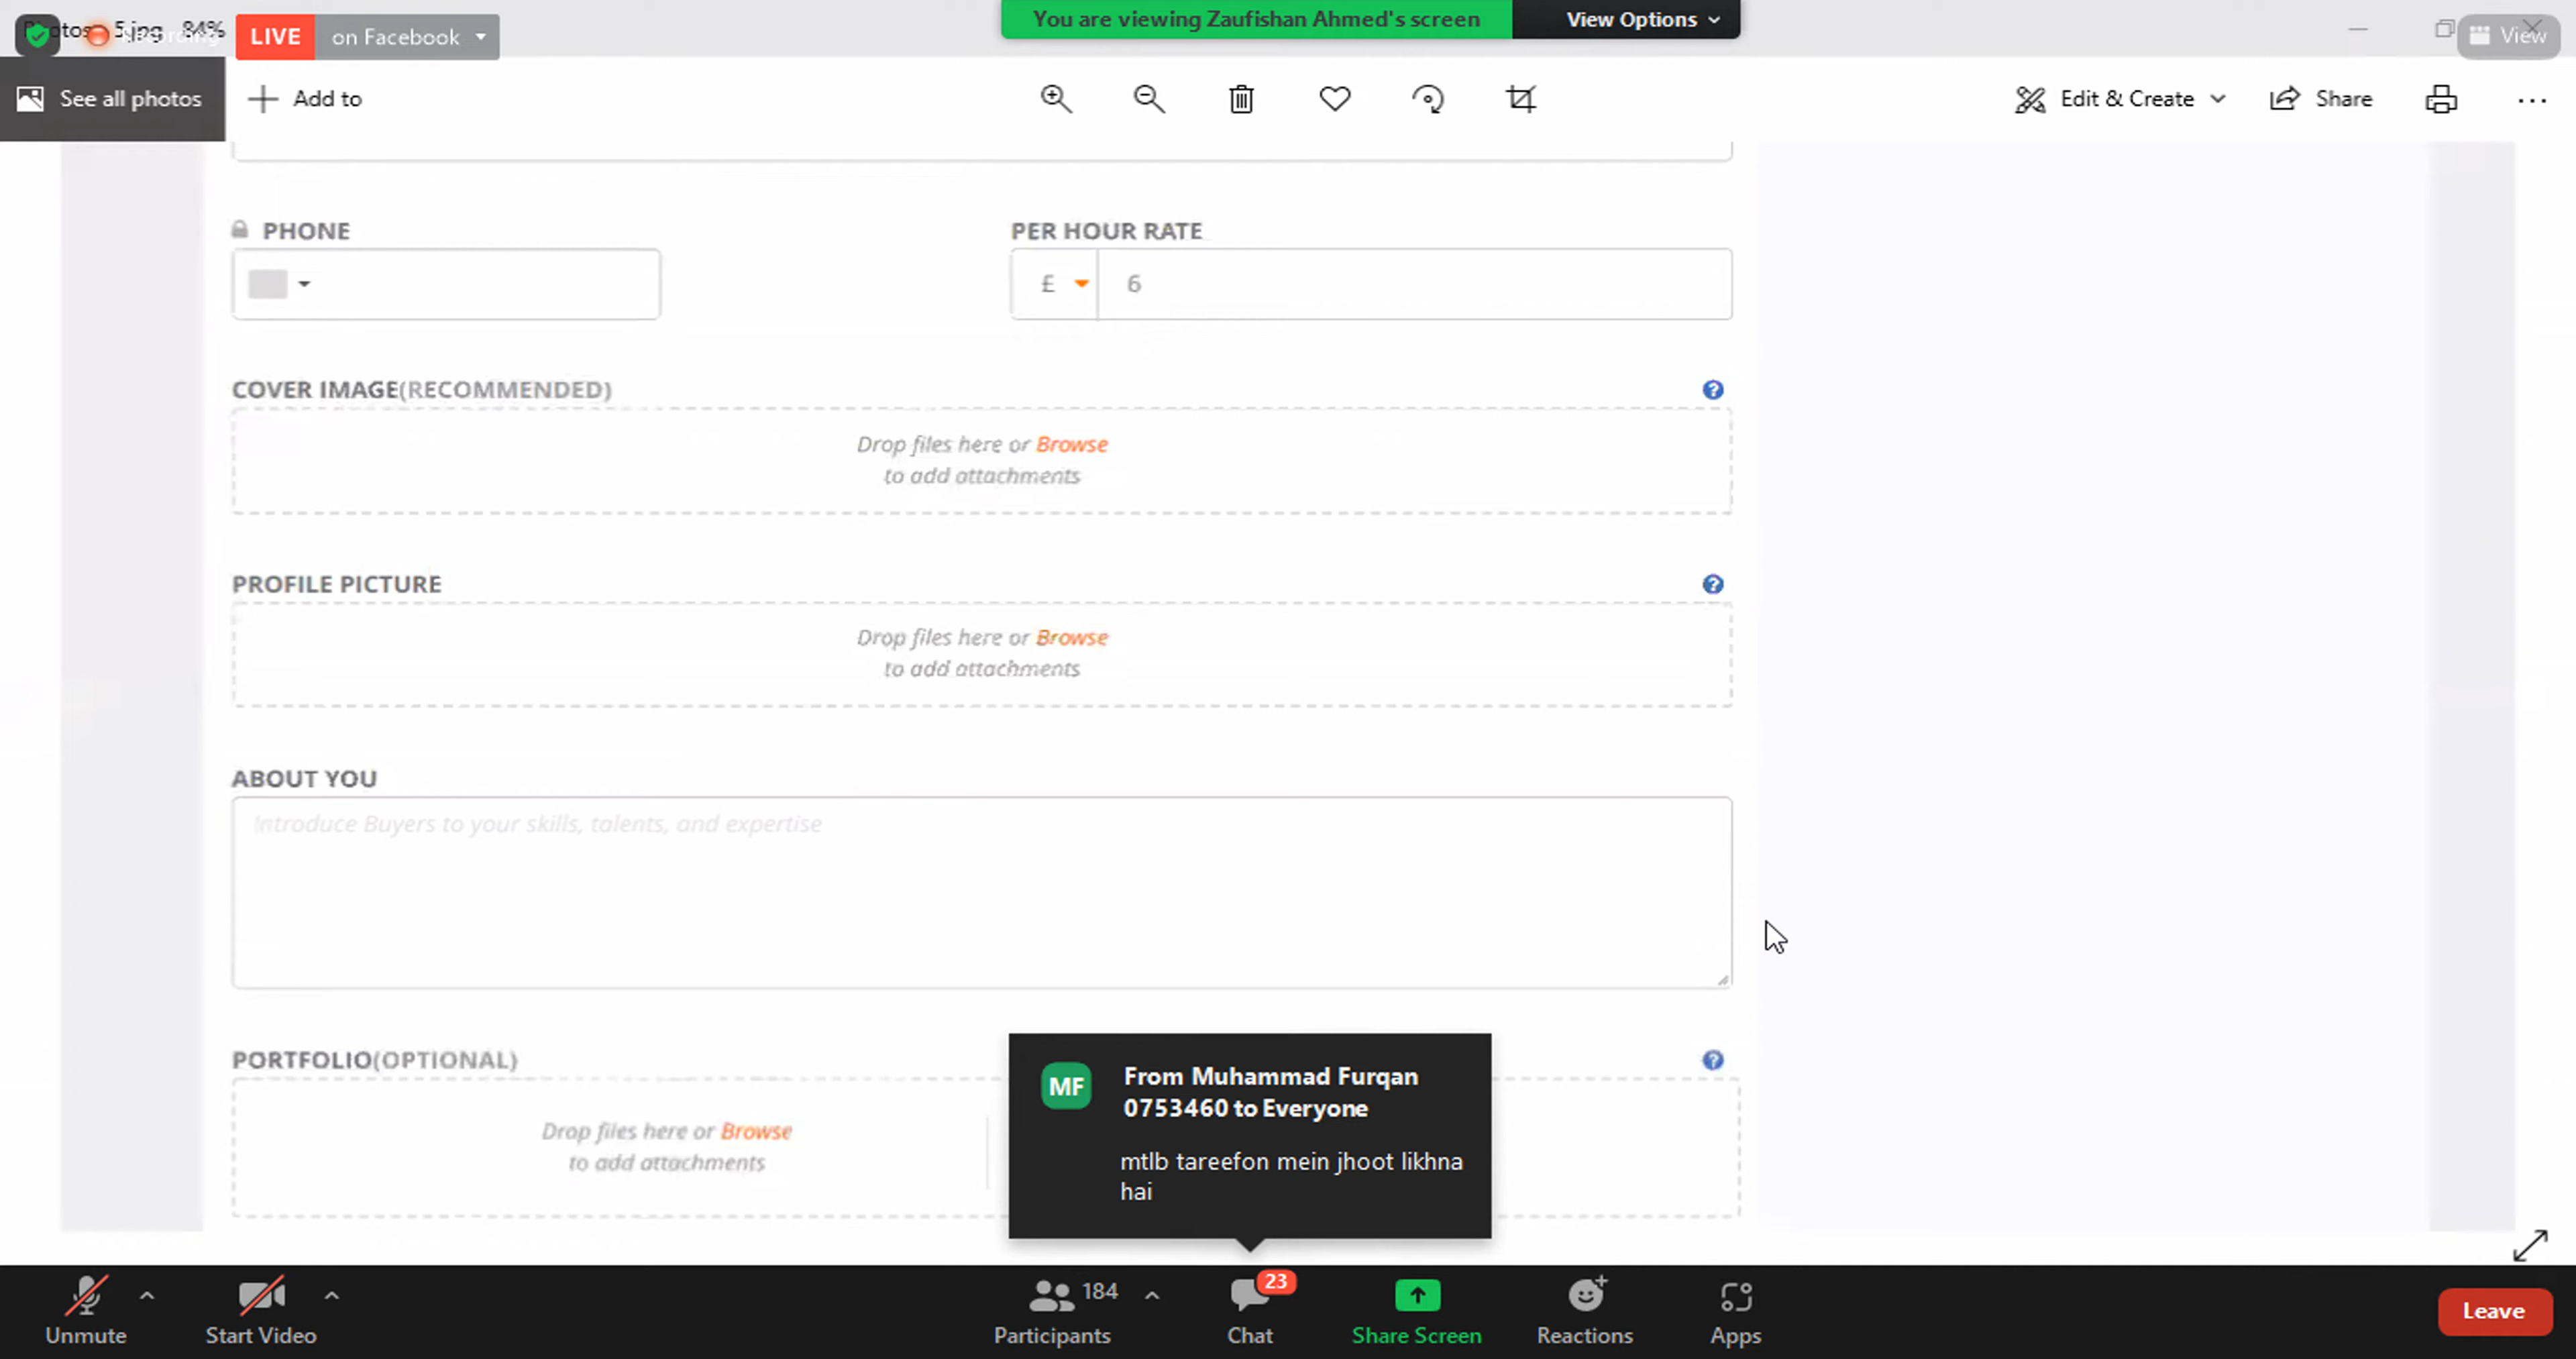 Photos - 5.jpg - 84%
LIVE on Facebook
You are viewing Zaufishan Ahmed's screen View Options
View
See all photos Add to Edit & Create Share
PHONE PER HOUR RATE
£ 6
COVER IMAGE(RECOMMENDED)
Drop files here or Browse
to add attachments
PROFILE PICTURE
Drop files here or Browse
to add attachments
ABOUT YOU
Introduce Buyers to your skills, talents, and expertise
PORTFOLIO(OPTIONAL)
Drop files here or Browse
to add attachments
MF From Muhammad Furqan
0753460 to Everyone
mtlb tareefon mein jhoot likhna
hai
184 23
Unmute Start Video Participants Chat Share Screen Reactions Apps Leave